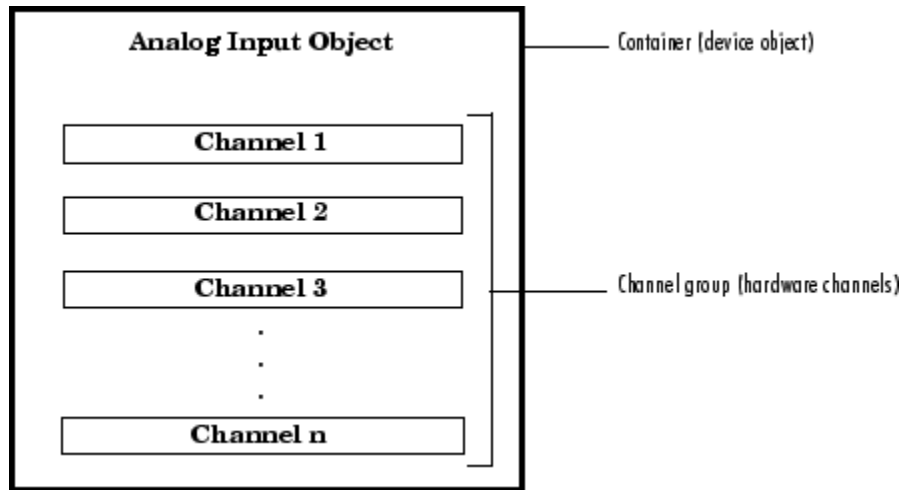 Analog Input Object
Container (device object)
Channel 1
Channel 2
Channel 3
Channel group (hardware channels)
.
.
.
Channel n